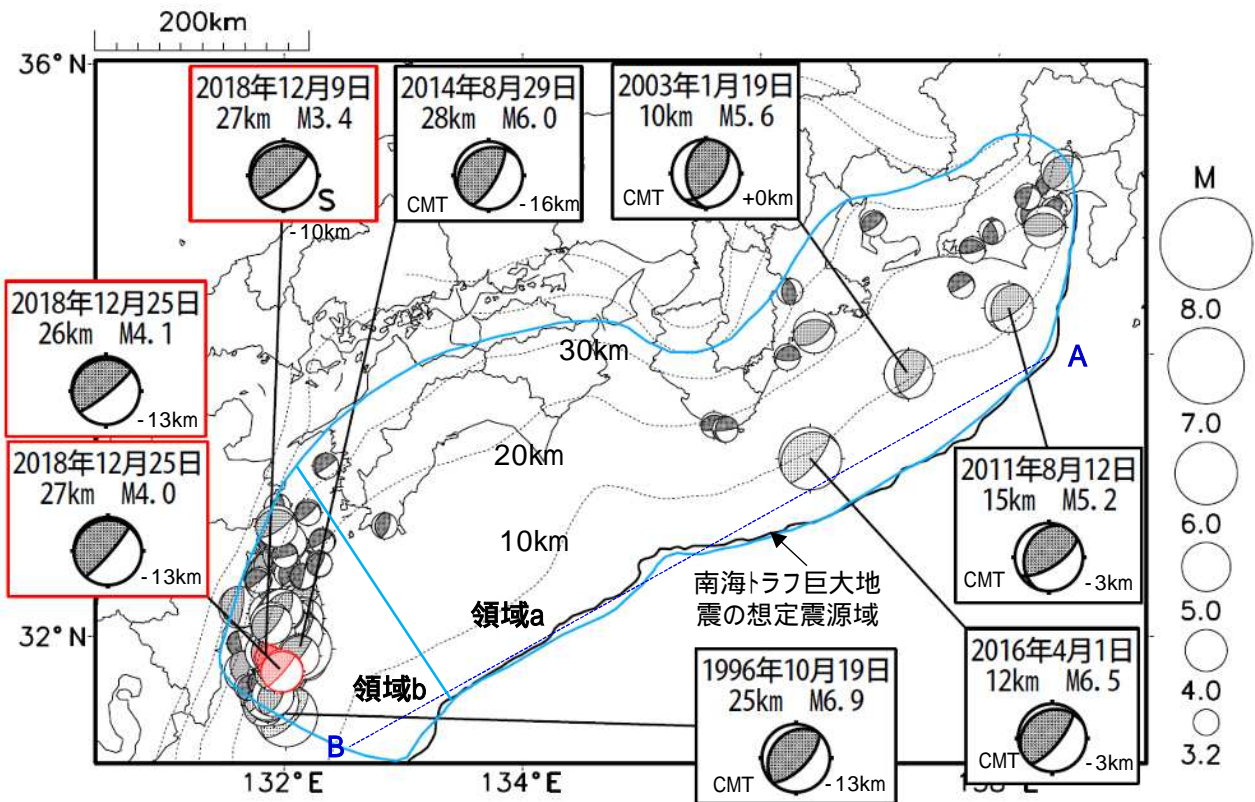 200km
36°N
2018年12月9日
27km M3.4
S
-10km
2014年8月29日
28km M6.0
CMT
-16km
2003年1月19日
10km M5.6
CMT
+0km
M
8.0
7.0
6.0
5.0
4.0
3.2
2018年12月25日
26km M4.1
-13km
2018年12月25日
27km M4.0
-13km
30km
20km
10km
A
2011年8月12日
15km M5.2
CMT
-3km
南海トラフ巨大地
震の想定震源域
領域a
領域b
32°N
B
1996年10月19日
25km M6.9
CMT
-13km
2016年4月1日
12km M6.5
CMT
-3km
132°E
134°E
138°E